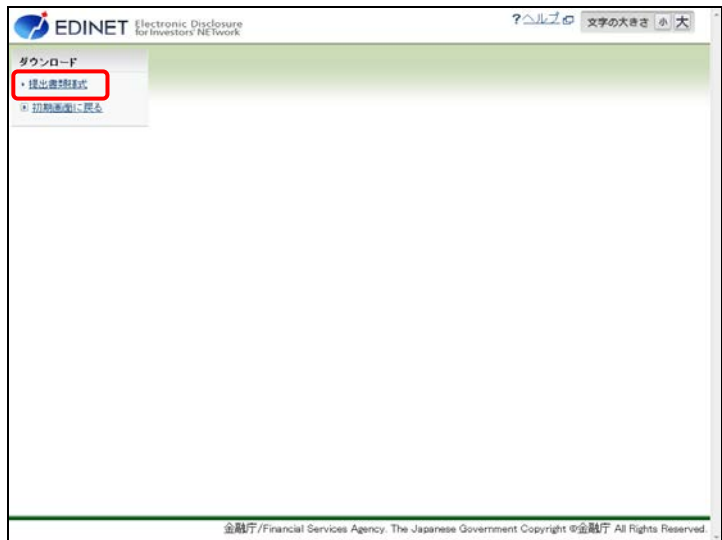 EDINET Electronic Disclosure
for Investors' NETwork
?ヘルプ 文字の大きさ 小 大
ダウンロード
提出書類様式
初期画面に戻る
金融庁/Financial Services Agency. The Japanese Government Copyright ©金融庁 All Rights Reserved.